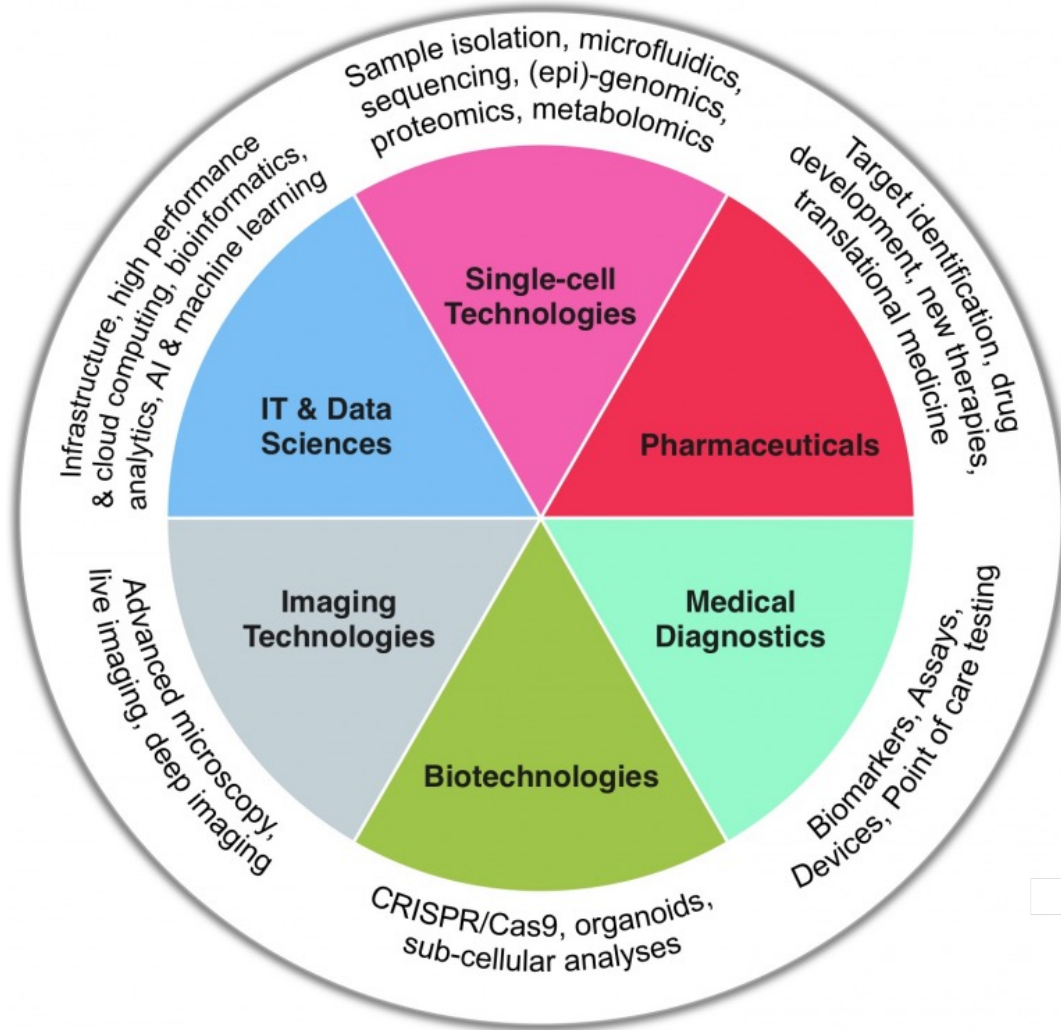 Sample isolation, microfluidics,
sequencing, (epi)-genomics,
proteomics, metabolomics
Single-cell
Technologies
Target identification, drug
development, new therapies,
translational medicine
Pharmaceuticals
Medical
Diagnostics
Biomarkers, Assays,
Devices, Point of care testing
Biotechnologies
CRISPR/Cas9, organoids,
sub-cellular analyses
Imaging
Technologies
Advanced microscopy,
live imaging, deep imaging
IT & Data
Sciences
Infrastructure, high performance
& cloud computing, bioinformatics,
analytics, AI & machine learning